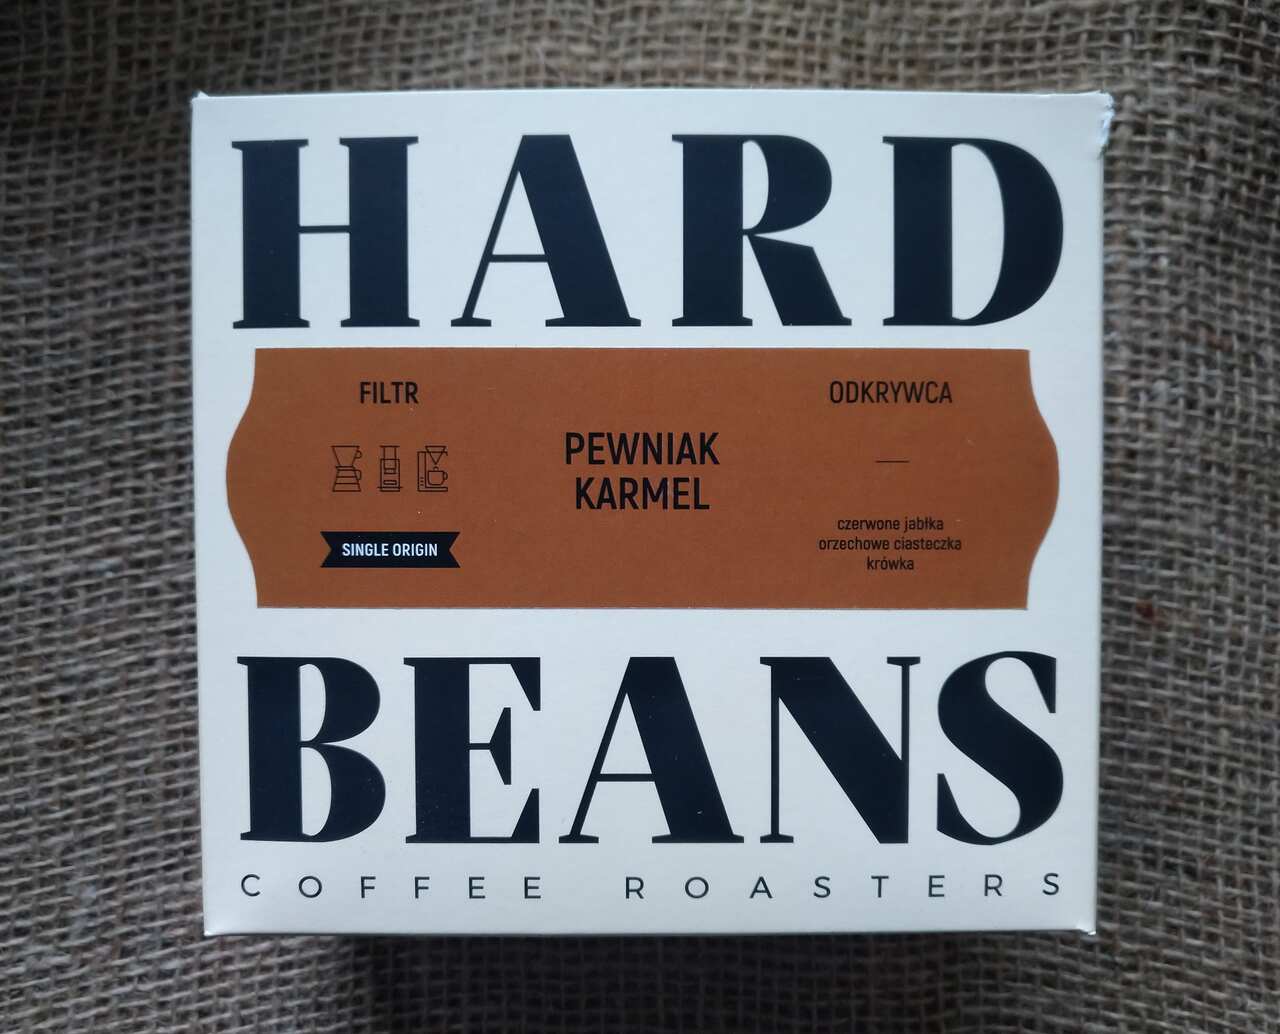 HARD
FILTR
ODKRYWCA
PEWNIAK
KARMEL
SINGLE ORIGIN
czerwone jabłka
orzechowe ciasteczka
krówka
BEANS
COFFEE ROASTERS